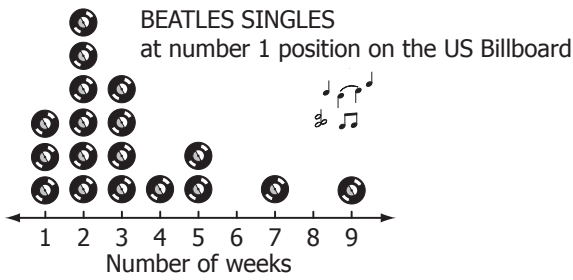 BEATLES SINGLES
at number 1 position on the US Billboard
1 2 3 4 5 6 7 8 9
Number of weeks